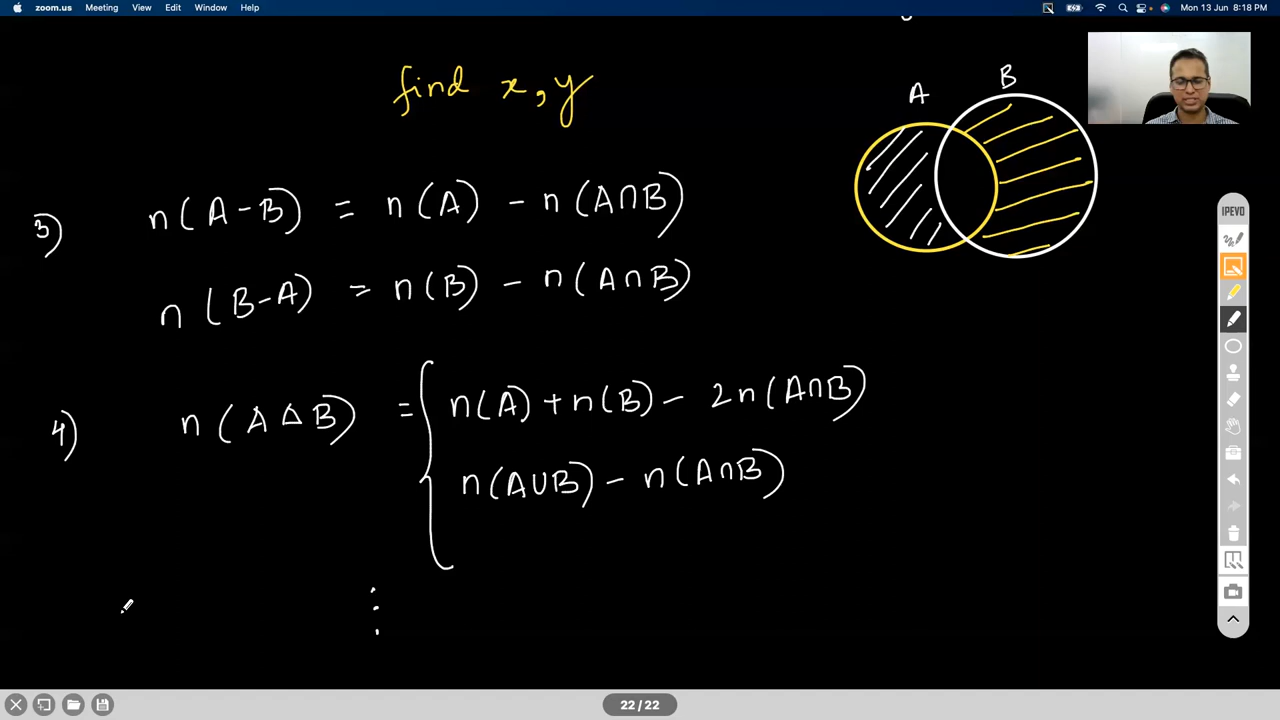 zoom.us Meeting View Edit Window Help Mon 13 Jun 8:18 PM
find x, y
A B
3) n(A-B) = n(A) - n(A∩B)
n(B-A) = n(B) - n(A∩B)
4) n(A Δ B) = { n(A) + n(B) - 2n(A∩B)
n(A∪B) - n(A∩B)
⋮
IPEVO
22 / 22